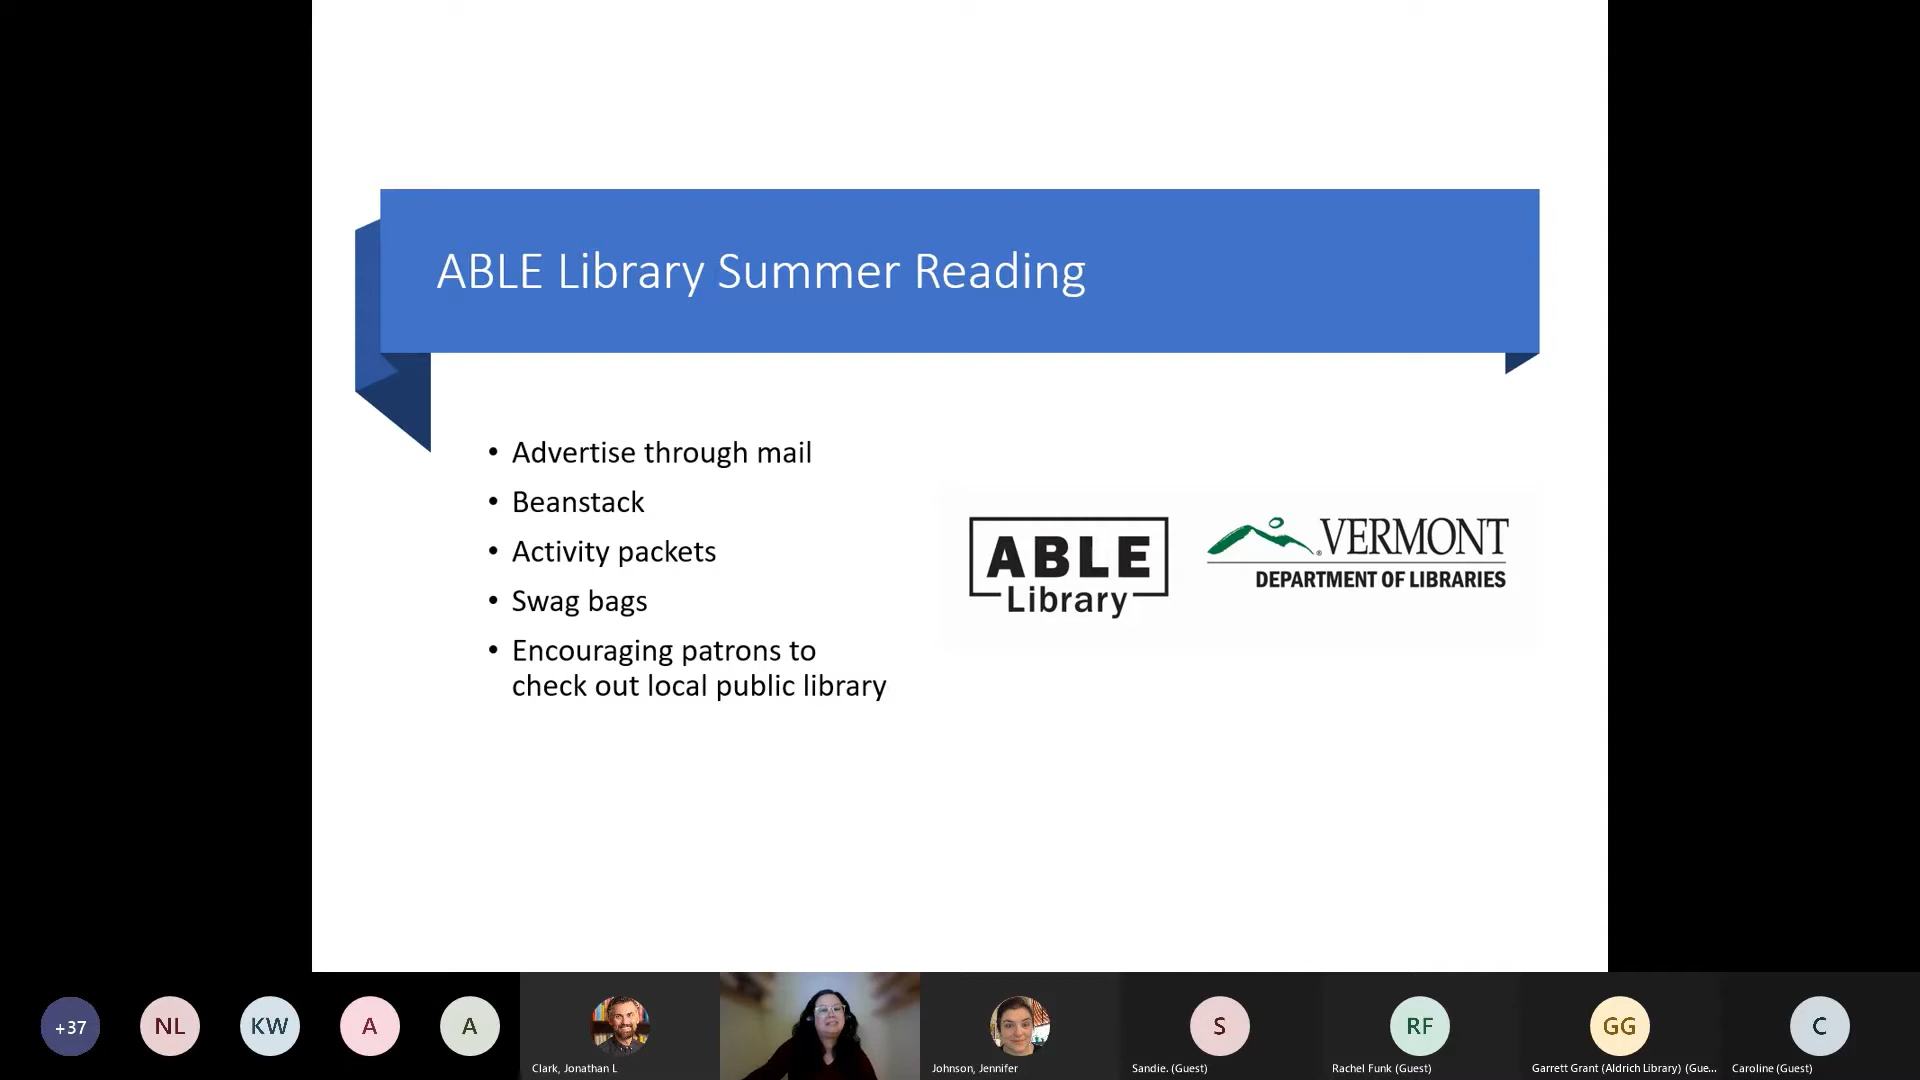 ABLE Library Summer Reading
• Advertise through mail
• Beanstack
• Activity packets
• Swag bags
• Encouraging patrons to
check out local public library
ABLE
Library
VERMONT
DEPARTMENT OF LIBRARIES
+37
NL
KW
A
A
Clark, Jonathan L
Johnson, Jennifer
S
Sandie. (Guest)
RF
Rachel Funk (Guest)
GG
Garrett Grant (Aldrich Library) (Gue...
C
Caroline (Guest)